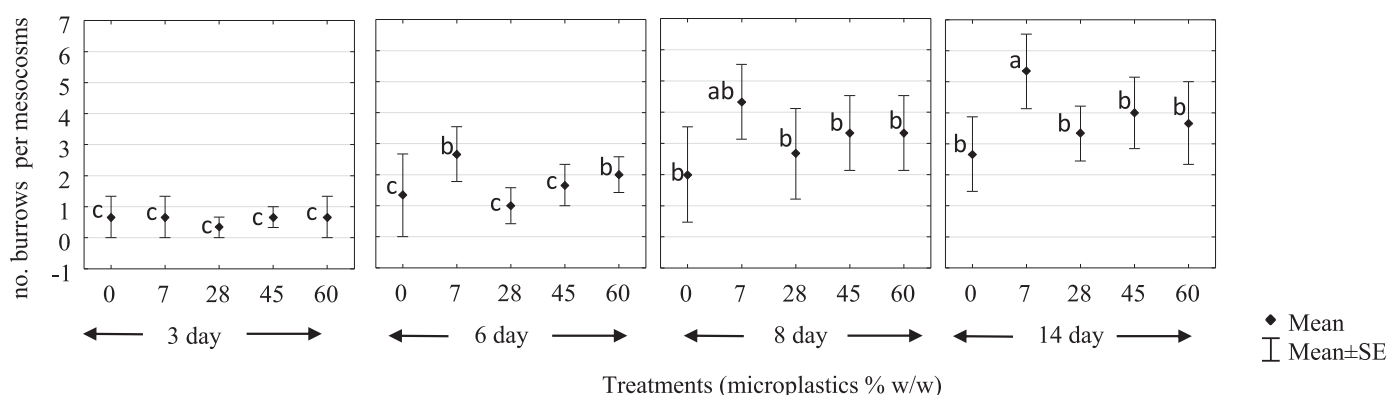 no. burrows per mesocosms
7
6
5
4
3
2
1
0
-1
c c c c c
c b c c b
b ab b b b
b a b b b
0 7 28 45 60 0 7 28 45 60 0 7 28 45 60 0 7 28 45 60
3 day 6 day 8 day 14 day
Mean
Mean±SE
Treatments (microplastics % w/w)